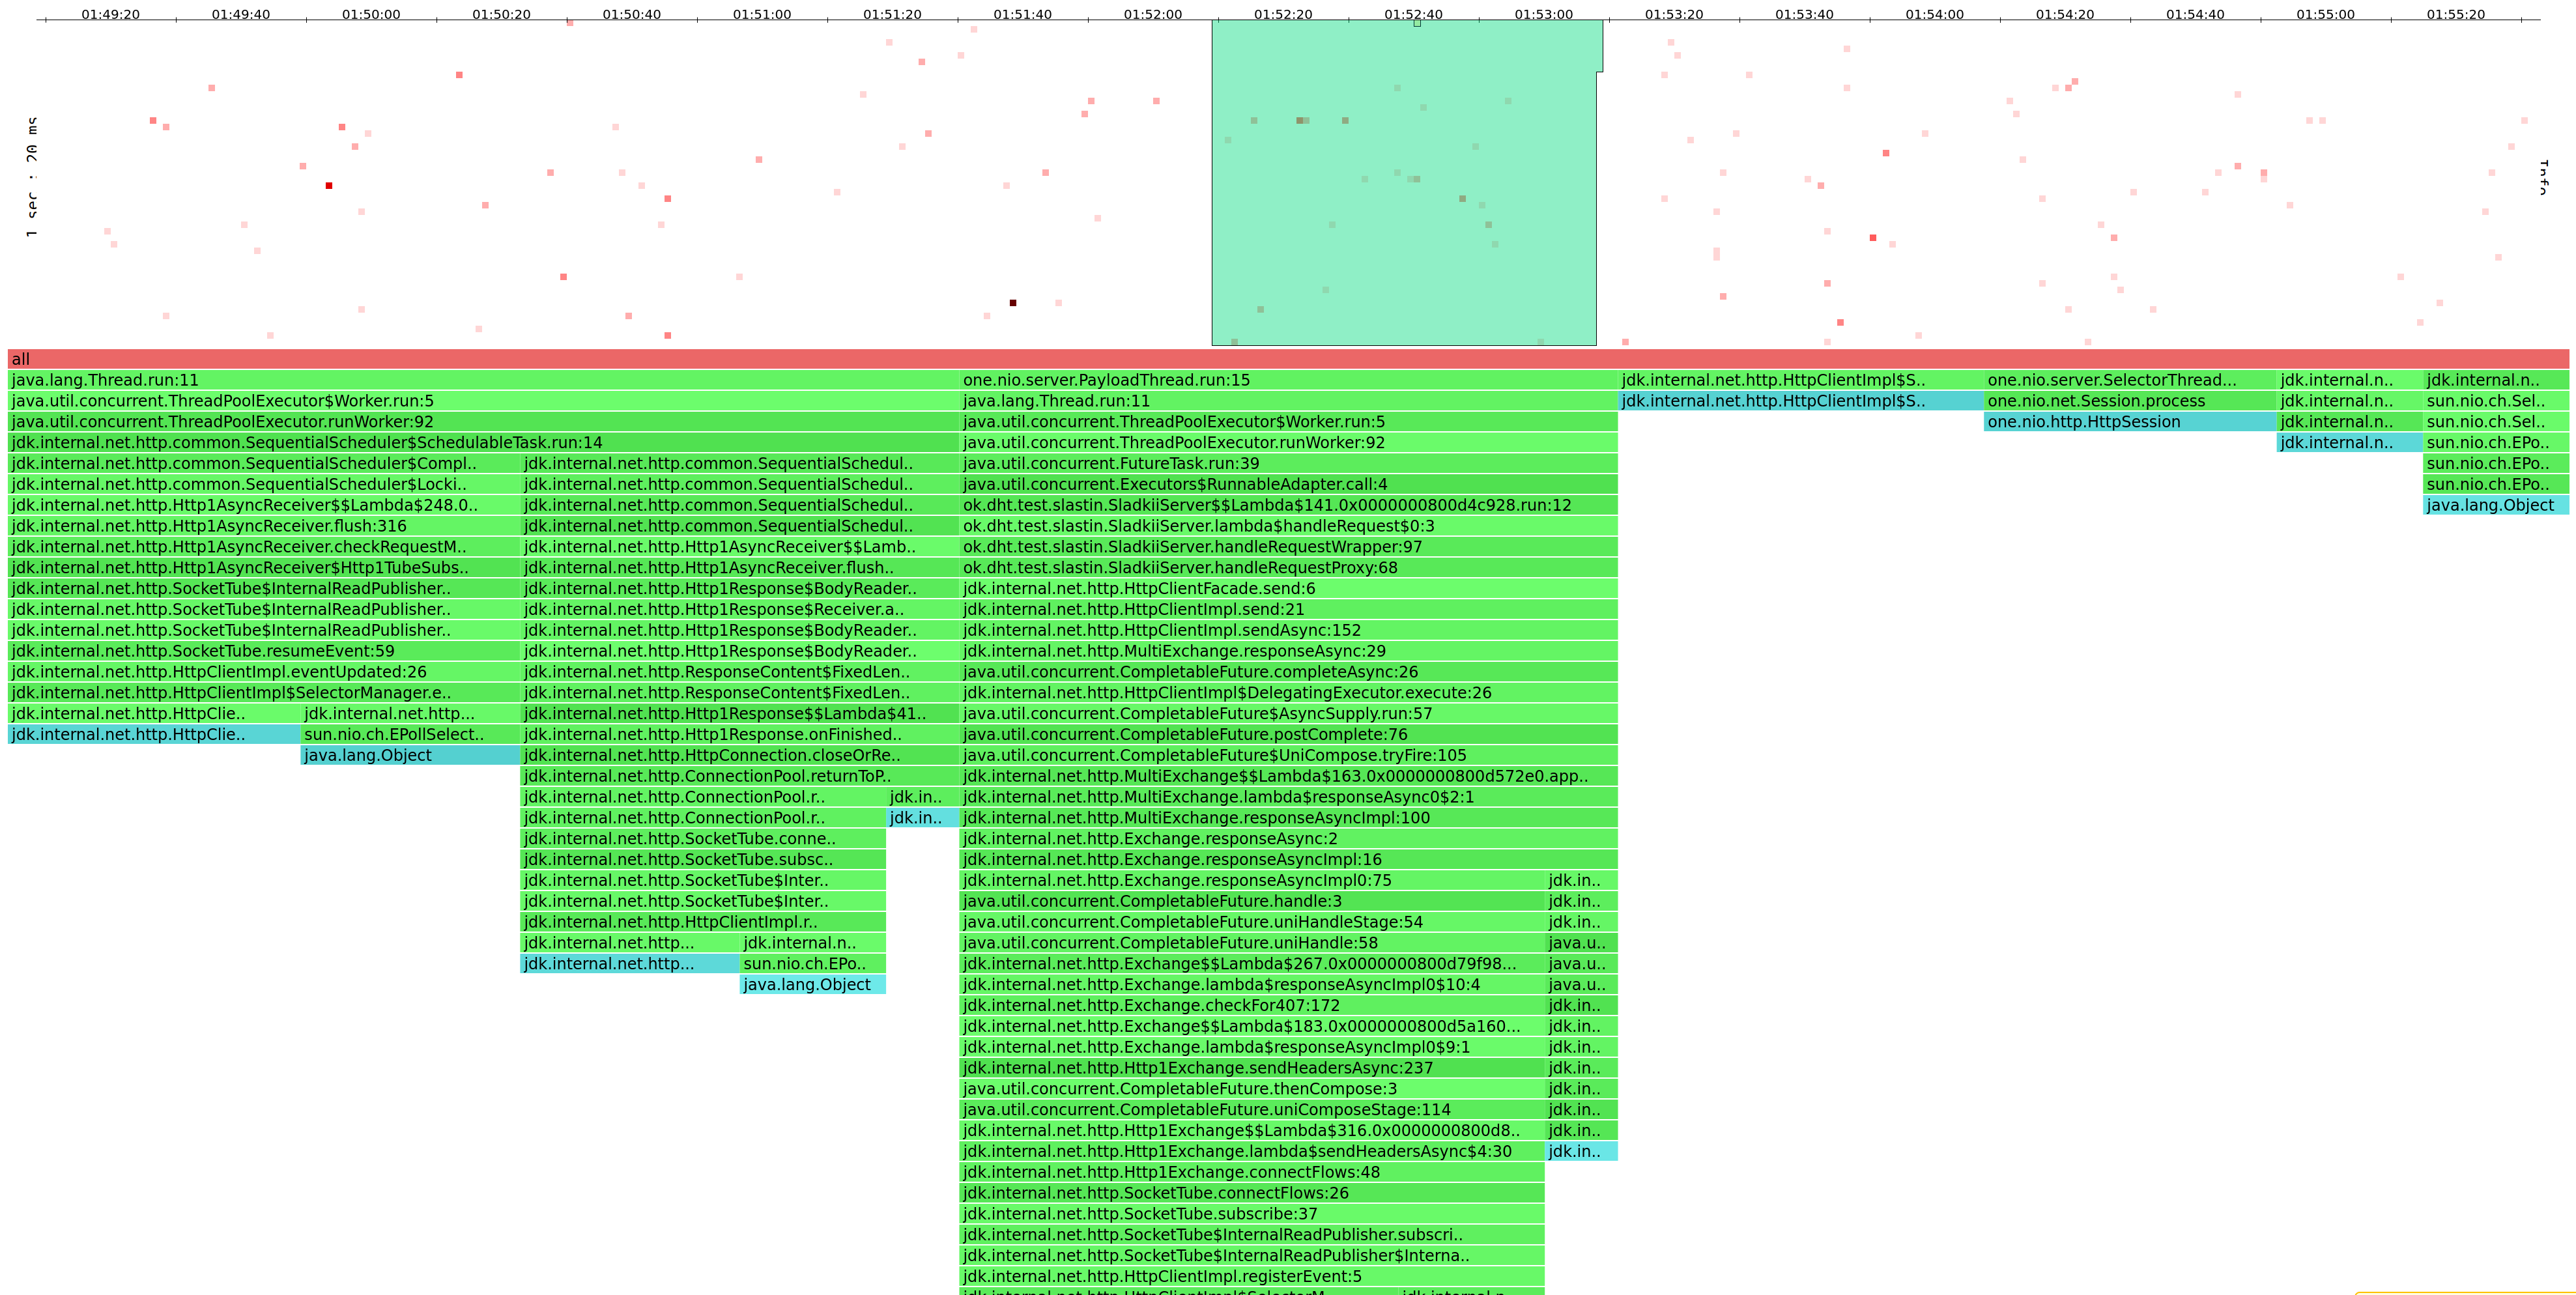 01:49:20 01:49:40 01:50:00 01:50:20 01:50:40 01:51:00 01:51:20 01:51:40 01:52:00 01:52:20 01:52:40 01:53:00 01:53:20 01:53:40 01:54:00 01:54:20 01:54:40 01:55:00 01:55:20
1 sec : 20 ms
Info
all
java.lang.Thread.run:11 one.nio.server.PayloadThread.run:15 jdk.internal.net.http.HttpClientImpl$S.. one.nio.server.SelectorThread... jdk.internal.n.. jdk.internal.n..
java.util.concurrent.ThreadPoolExecutor$Worker.run:5 java.lang.Thread.run:11 jdk.internal.net.http.HttpClientImpl$S.. one.nio.net.Session.process jdk.internal.n.. sun.nio.ch.Sel..
java.util.concurrent.ThreadPoolExecutor.runWorker:92 java.util.concurrent.ThreadPoolExecutor$Worker.run:5 one.nio.http.HttpSession jdk.internal.n.. sun.nio.ch.Sel..
jdk.internal.net.http.common.SequentialScheduler$SchedulableTask.run:14 java.util.concurrent.ThreadPoolExecutor.runWorker:92 jdk.internal.n.. sun.nio.ch.EPo..
jdk.internal.net.http.common.SequentialScheduler$Compl.. jdk.internal.net.http.common.SequentialSchedul.. java.util.concurrent.FutureTask.run:39 sun.nio.ch.EPo..
jdk.internal.net.http.common.SequentialScheduler$Locki.. jdk.internal.net.http.common.SequentialSchedul.. java.util.concurrent.Executors$RunnableAdapter.call:4 sun.nio.ch.EPo..
jdk.internal.net.http.Http1AsyncReceiver$$Lambda$248.0.. jdk.internal.net.http.common.SequentialSchedul.. ok.dht.test.slastin.SladkiiServer$$Lambda$141.0x0000000800d4c928.run:12 java.lang.Object
jdk.internal.net.http.Http1AsyncReceiver.flush:316 jdk.internal.net.http.common.SequentialSchedul.. ok.dht.test.slastin.SladkiiServer.lambda$handleRequest$0:3
jdk.internal.net.http.Http1AsyncReceiver.checkRequestM.. jdk.internal.net.http.Http1AsyncReceiver$$Lamb.. ok.dht.test.slastin.SladkiiServer.handleRequestWrapper:97
jdk.internal.net.http.Http1AsyncReceiver$Http1TubeSubs.. jdk.internal.net.http.Http1AsyncReceiver.flush.. ok.dht.test.slastin.SladkiiServer.handleRequestProxy:68
jdk.internal.net.http.SocketTube$InternalReadPublisher.. jdk.internal.net.http.Http1Response$BodyReader.. jdk.internal.net.http.HttpClientFacade.send:6
jdk.internal.net.http.SocketTube$InternalReadPublisher.. jdk.internal.net.http.Http1Response$Receiver.a.. jdk.internal.net.http.HttpClientImpl.send:21
jdk.internal.net.http.SocketTube$InternalReadPublisher.. jdk.internal.net.http.Http1Response$BodyReader.. jdk.internal.net.http.HttpClientImpl.sendAsync:152
jdk.internal.net.http.SocketTube.resumeEvent:59 jdk.internal.net.http.Http1Response$BodyReader.. jdk.internal.net.http.MultiExchange.responseAsync:29
jdk.internal.net.http.HttpClientImpl.eventUpdated:26 jdk.internal.net.http.ResponseContent$FixedLen.. java.util.concurrent.CompletableFuture.completeAsync:26
jdk.internal.net.http.HttpClientImpl$SelectorManager.e.. jdk.internal.net.http.ResponseContent$FixedLen.. jdk.internal.net.http.HttpClientImpl$DelegatingExecutor.execute:26
jdk.internal.net.http.HttpClie.. jdk.internal.net.http... jdk.internal.net.http.Http1Response$$Lambda$41.. java.util.concurrent.CompletableFuture$AsyncSupply.run:57
jdk.internal.net.http.HttpClie.. sun.nio.ch.EPollSelect.. jdk.internal.net.http.Http1Response.onFinished.. java.util.concurrent.CompletableFuture.postComplete:76
java.lang.Object jdk.internal.net.http.HttpConnection.closeOrRe.. java.util.concurrent.CompletableFuture$UniCompose.tryFire:105
jdk.internal.net.http.ConnectionPool.returnToP.. jdk.internal.net.http.MultiExchange$$Lambda$163.0x0000000800d572e0.app..
jdk.internal.net.http.ConnectionPool.r.. jdk.in.. jdk.internal.net.http.MultiExchange.lambda$responseAsync0$2:1
jdk.internal.net.http.ConnectionPool.r.. jdk.in.. jdk.internal.net.http.MultiExchange.responseAsyncImpl:100
jdk.internal.net.http.SocketTube.conne.. jdk.internal.net.http.Exchange.responseAsync:2
jdk.internal.net.http.SocketTube.subsc.. jdk.internal.net.http.Exchange.responseAsyncImpl:16
jdk.internal.net.http.SocketTube$Inter.. jdk.internal.net.http.Exchange.responseAsyncImpl0:75 jdk.in..
jdk.internal.net.http.SocketTube$Inter.. java.util.concurrent.CompletableFuture.handle:3 jdk.in..
jdk.internal.net.http.HttpClientImpl.r.. java.util.concurrent.CompletableFuture.uniHandleStage:54 jdk.in..
jdk.internal.net.http... jdk.internal.n.. java.util.concurrent.CompletableFuture.uniHandle:58 java.u..
jdk.internal.net.http... sun.nio.ch.EPo.. jdk.internal.net.http.Exchange$$Lambda$267.0x0000000800d79f98... java.u..
java.lang.Object jdk.internal.net.http.Exchange.lambda$responseAsyncImpl0$10:4 java.u..
jdk.internal.net.http.Exchange.checkFor407:172 jdk.in..
jdk.internal.net.http.Exchange$$Lambda$183.0x0000000800d5a160... jdk.in..
jdk.internal.net.http.Exchange.lambda$responseAsyncImpl0$9:1 jdk.in..
jdk.internal.net.http.Http1Exchange.sendHeadersAsync:237 jdk.in..
java.util.concurrent.CompletableFuture.thenCompose:3 jdk.in..
java.util.concurrent.CompletableFuture.uniComposeStage:114 jdk.in..
jdk.internal.net.http.Http1Exchange$$Lambda$316.0x0000000800d8.. jdk.in..
jdk.internal.net.http.Http1Exchange.lambda$sendHeadersAsync$4:30 jdk.in..
jdk.internal.net.http.Http1Exchange.connectFlows:48
jdk.internal.net.http.SocketTube.connectFlows:26
jdk.internal.net.http.SocketTube.subscribe:37
jdk.internal.net.http.SocketTube$InternalReadPublisher.subscri..
jdk.internal.net.http.SocketTube$InternalReadPublisher$Interna..
jdk.internal.net.http.HttpClientImpl.registerEvent:5